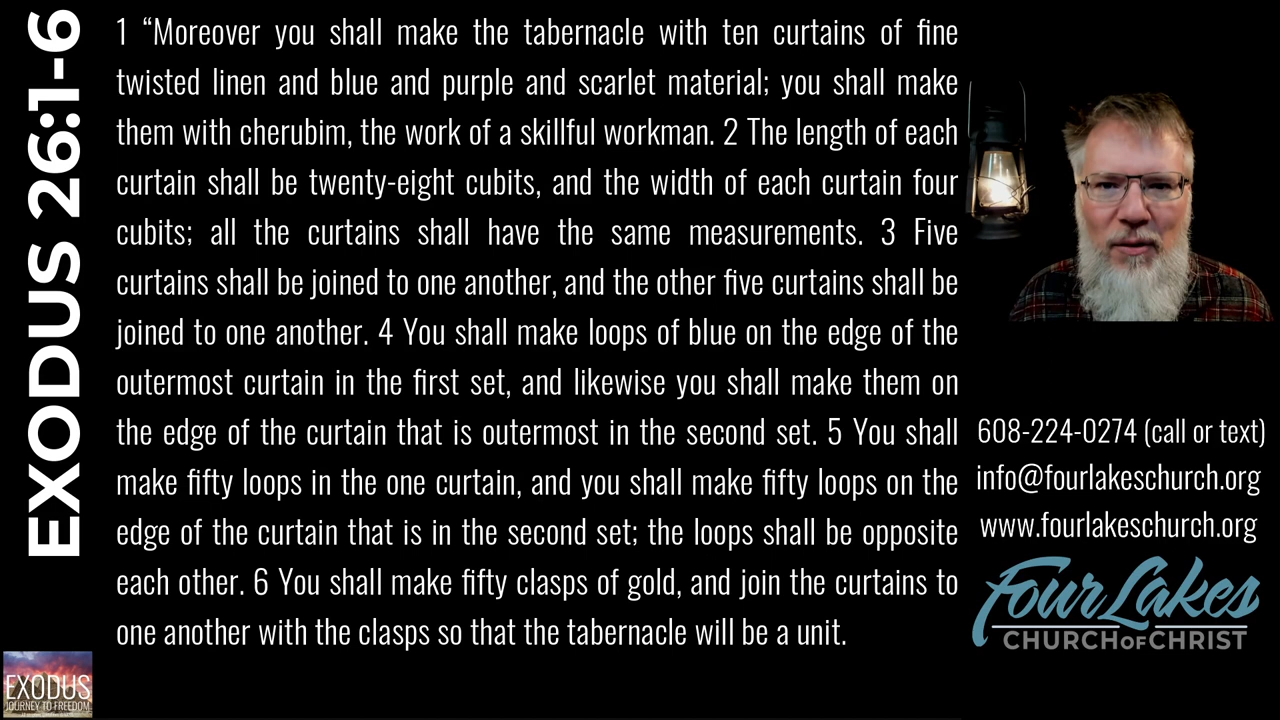 EXODUS 26:1-6
1 “Moreover you shall make the tabernacle with ten curtains of fine
twisted linen and blue and purple and scarlet material; you shall make
them with cherubim, the work of a skillful workman. 2 The length of each
curtain shall be twenty-eight cubits, and the width of each curtain four
cubits; all the curtains shall have the same measurements. 3 Five
curtains shall be joined to one another, and the other five curtains shall be
joined to one another. 4 You shall make loops of blue on the edge of the
outermost curtain in the first set, and likewise you shall make them on
the edge of the curtain that is outermost in the second set. 5 You shall
make fifty loops in the one curtain, and you shall make fifty loops on the
edge of the curtain that is in the second set; the loops shall be opposite
each other. 6 You shall make fifty clasps of gold, and join the curtains to
one another with the clasps so that the tabernacle will be a unit.
608-224-0274 (call or text)
info@fourlakeschurch.org
www.fourlakeschurch.org
Four Lakes
CHURCH OF CHRIST
EXODUS
JOURNEY TO FREEDOM